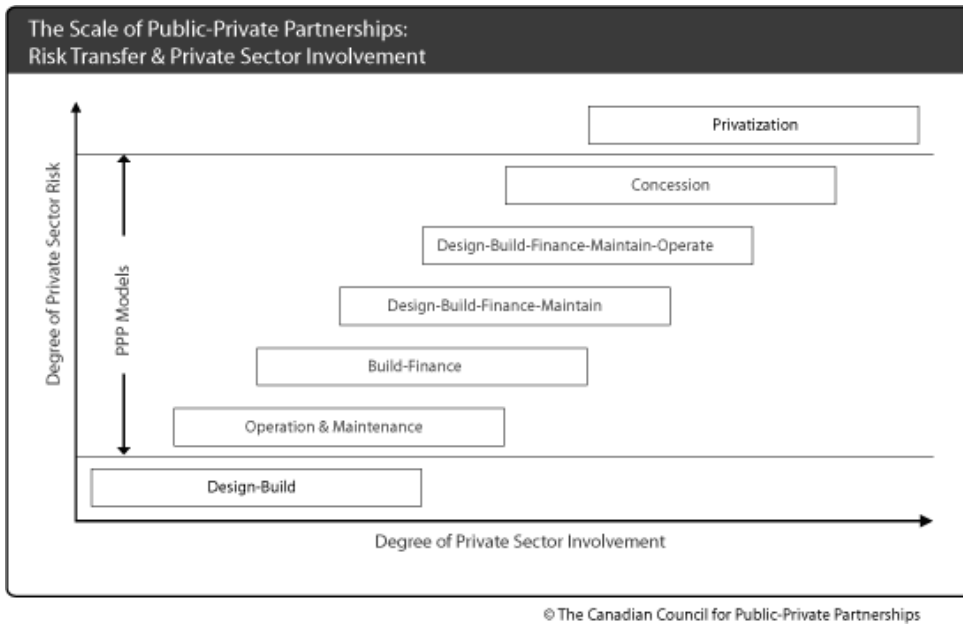 The Scale of Public-Private Partnerships:
Risk Transfer & Private Sector Involvement
Degree of Private Sector Risk
PPP Models
Privatization
Concession
Design-Build-Finance-Maintain-Operate
Design-Build-Finance-Maintain
Build-Finance
Operation & Maintenance
Design-Build
Degree of Private Sector Involvement
© The Canadian Council for Public-Private Partnerships